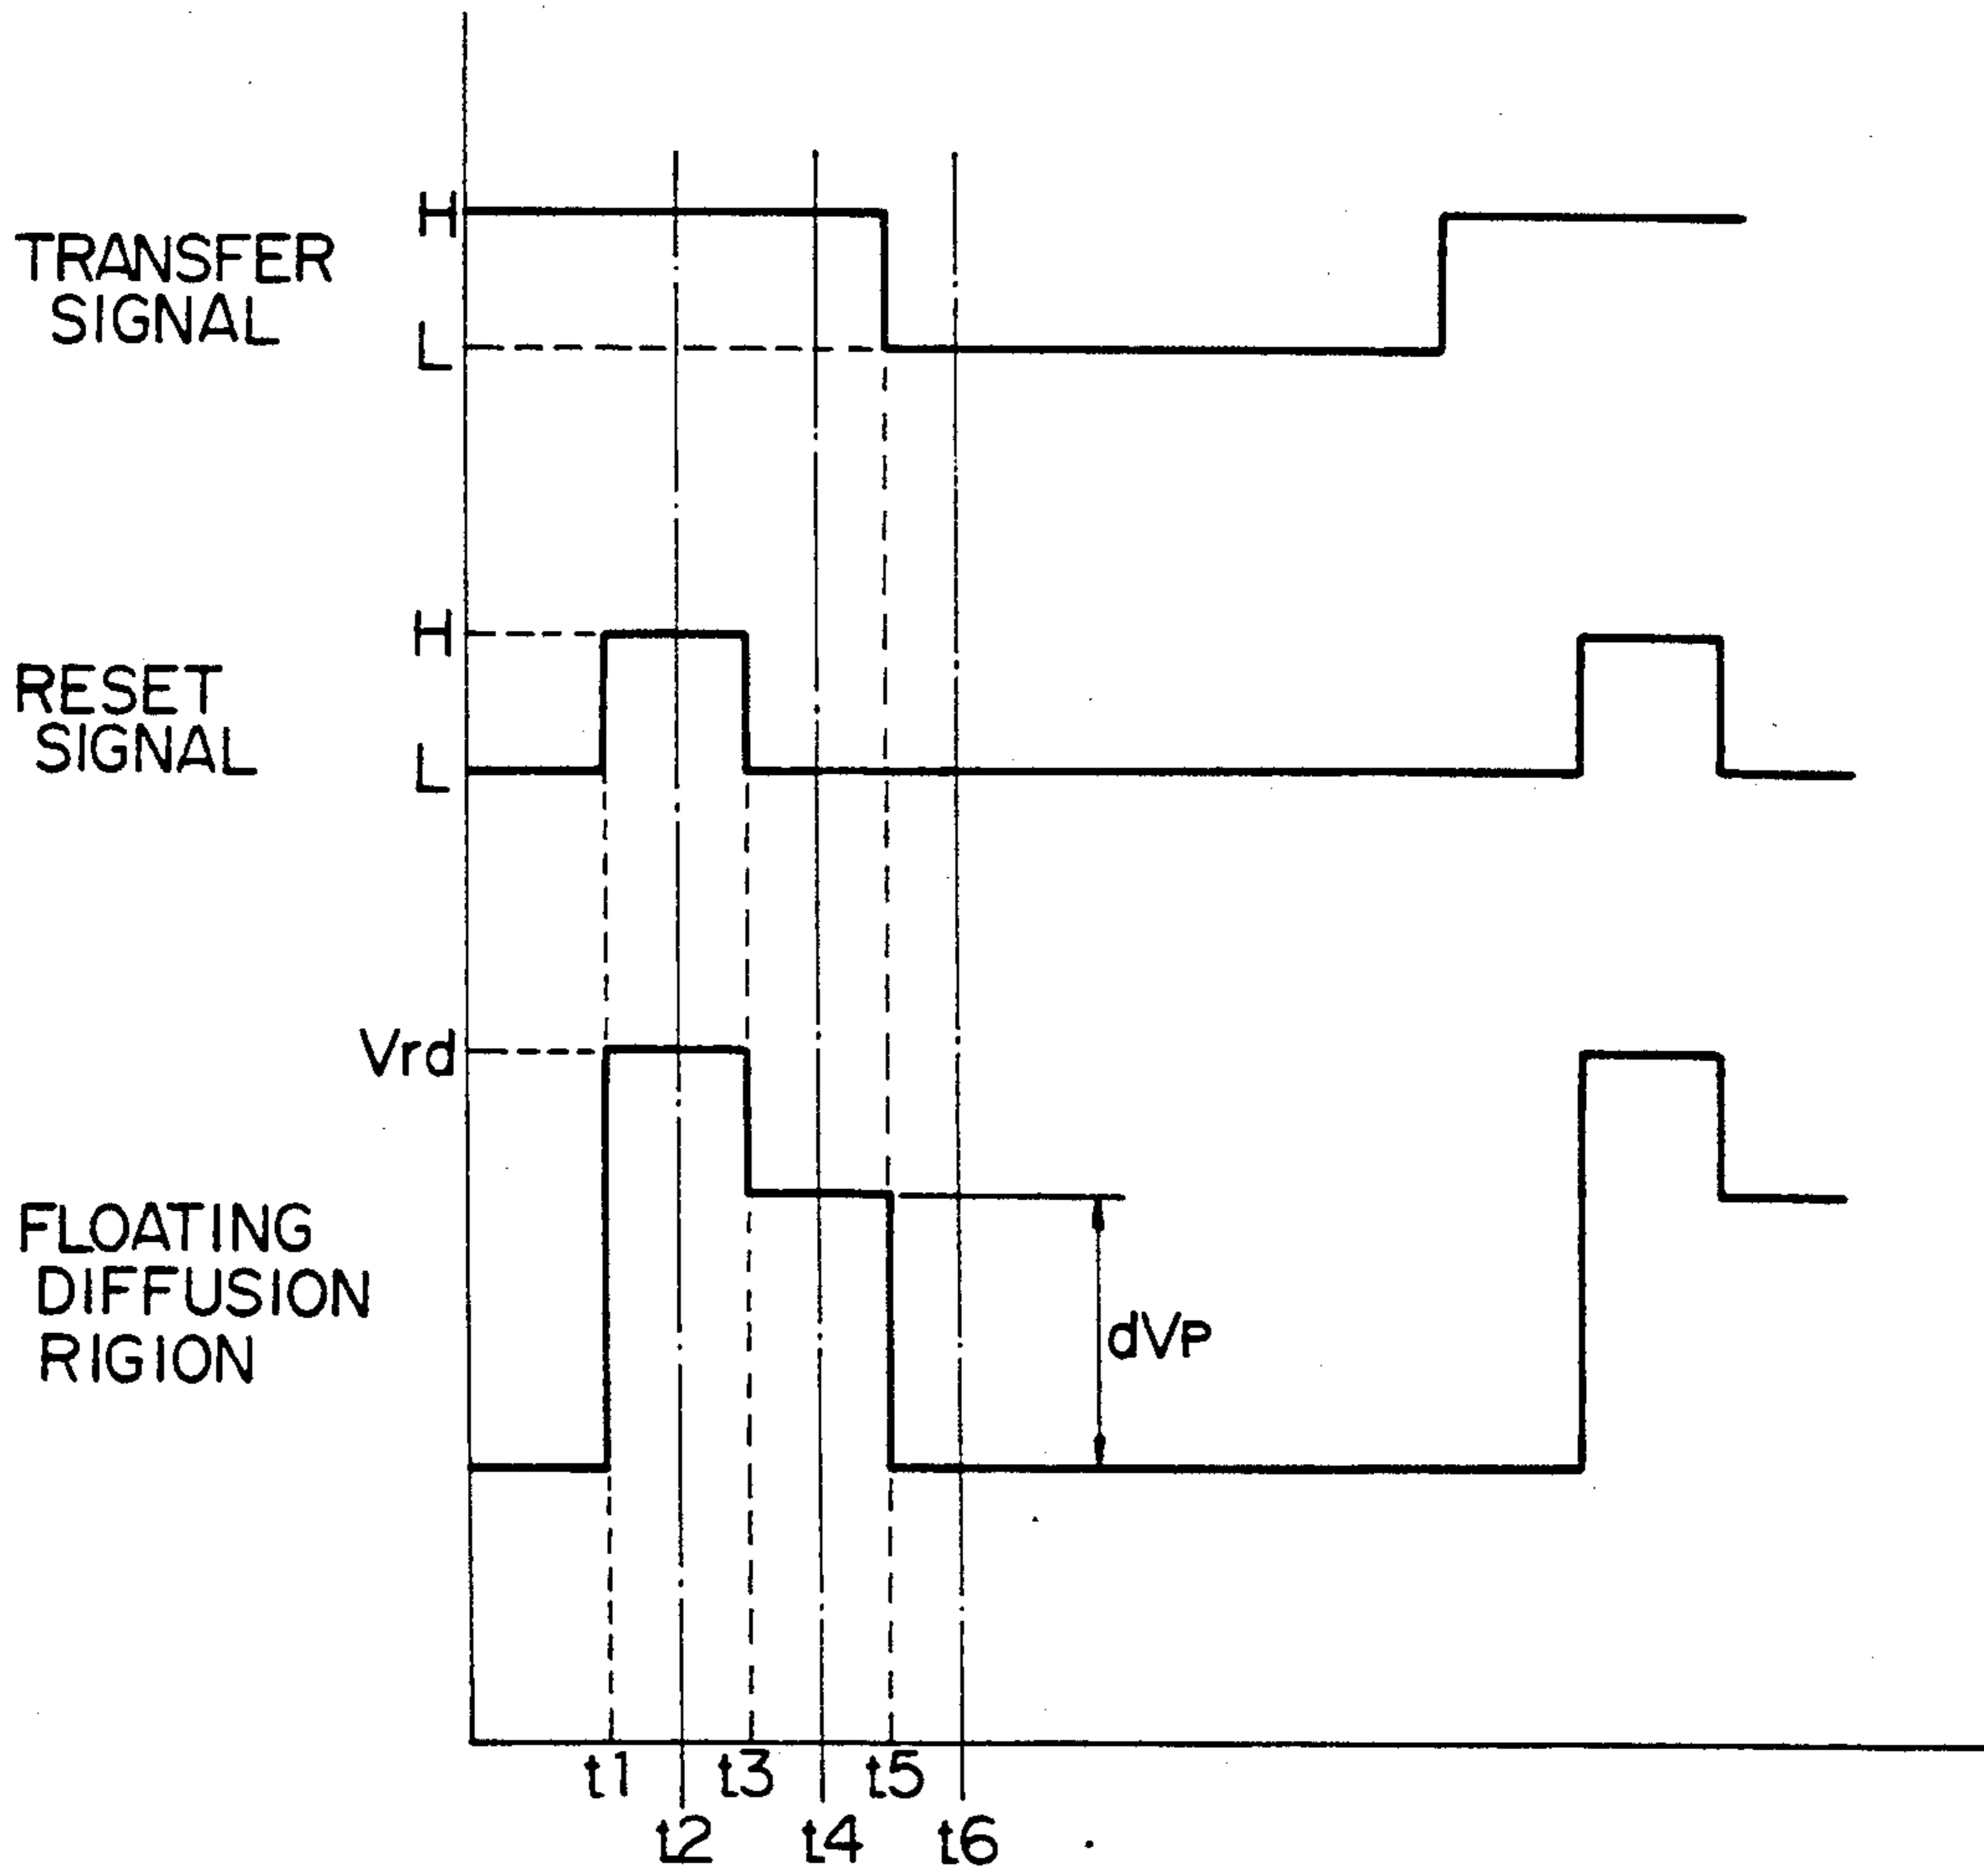 H
TRANSFER
SIGNAL
L
H
RESET
SIGNAL
L
Vrd
FLOATING
DIFFUSION
RIGION
dVP
t1
t3
t5
t2
t4
t6